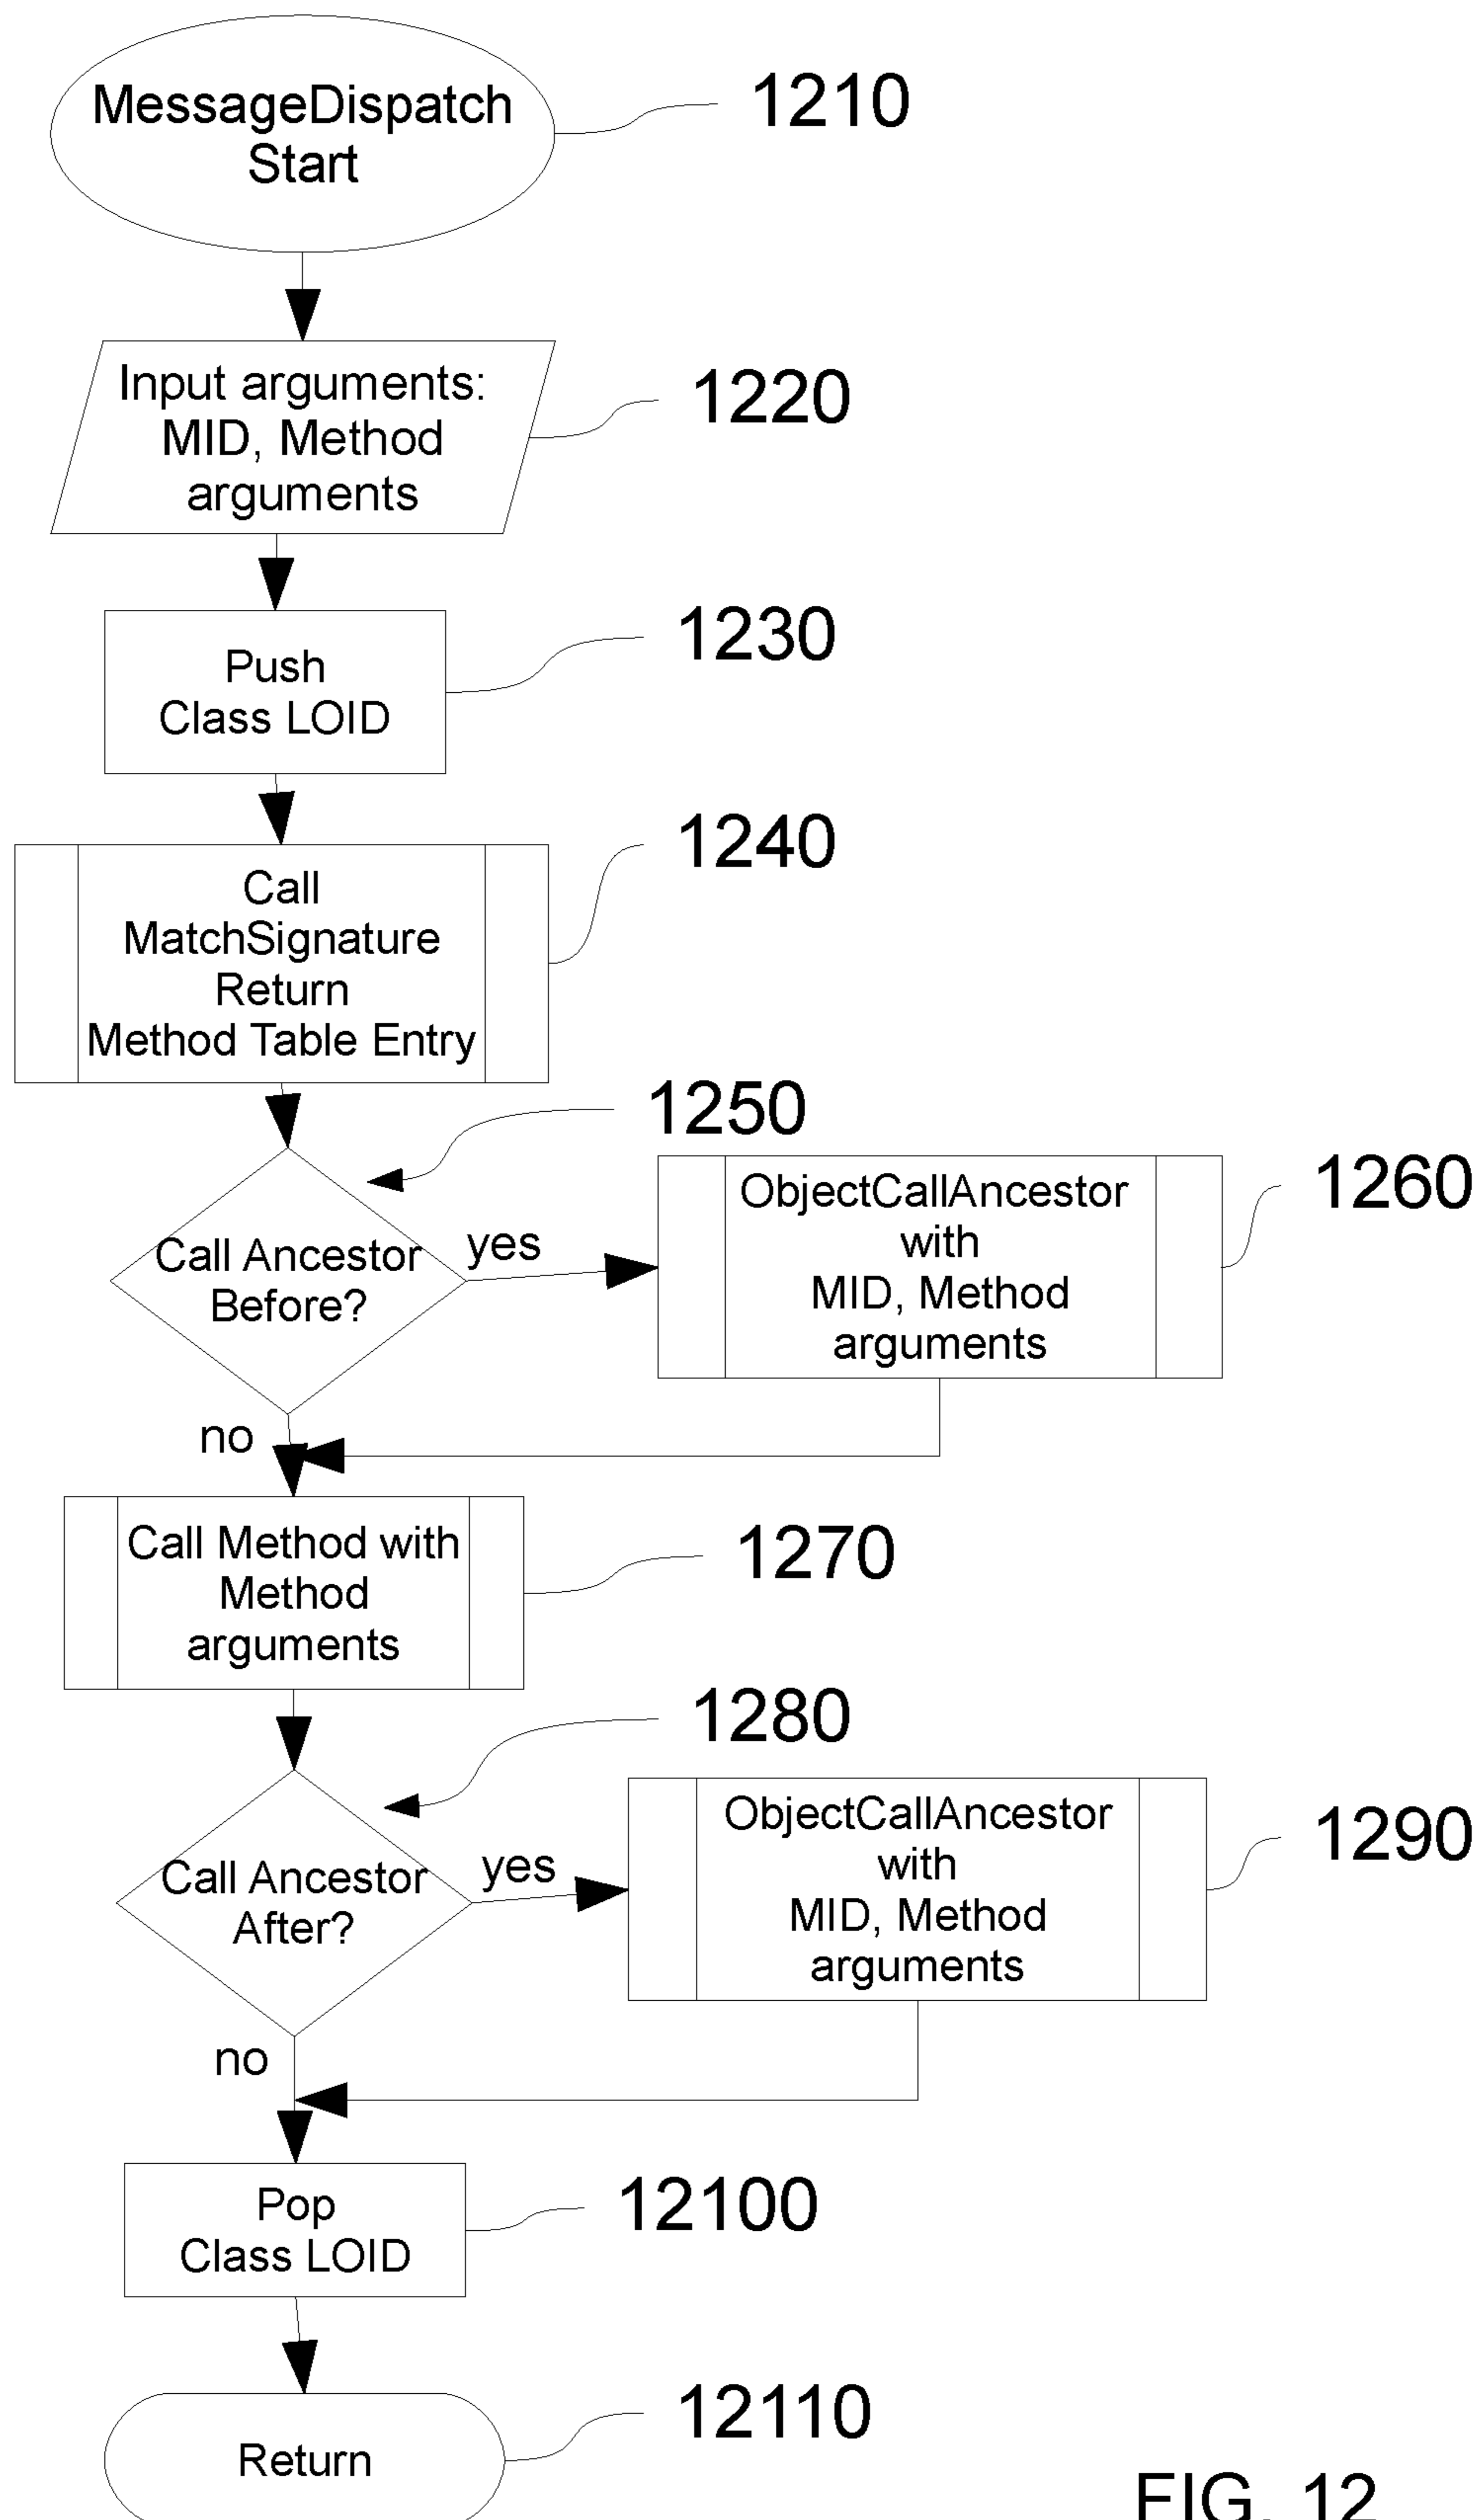 MessageDispatch
Start
1210
Input arguments:
MID, Method
arguments
1220
Push
Class LOID
1230
Call
MatchSignature
Return
Method Table Entry
1240
1250
Call Ancestor
Before?
yes
no
ObjectCallAncestor
with
MID, Method
arguments
1260
Call Method with
Method
arguments
1270
1280
Call Ancestor
After?
yes
no
ObjectCallAncestor
with
MID, Method
arguments
1290
Pop
Class LOID
12100
Return
12110
FIG. 12